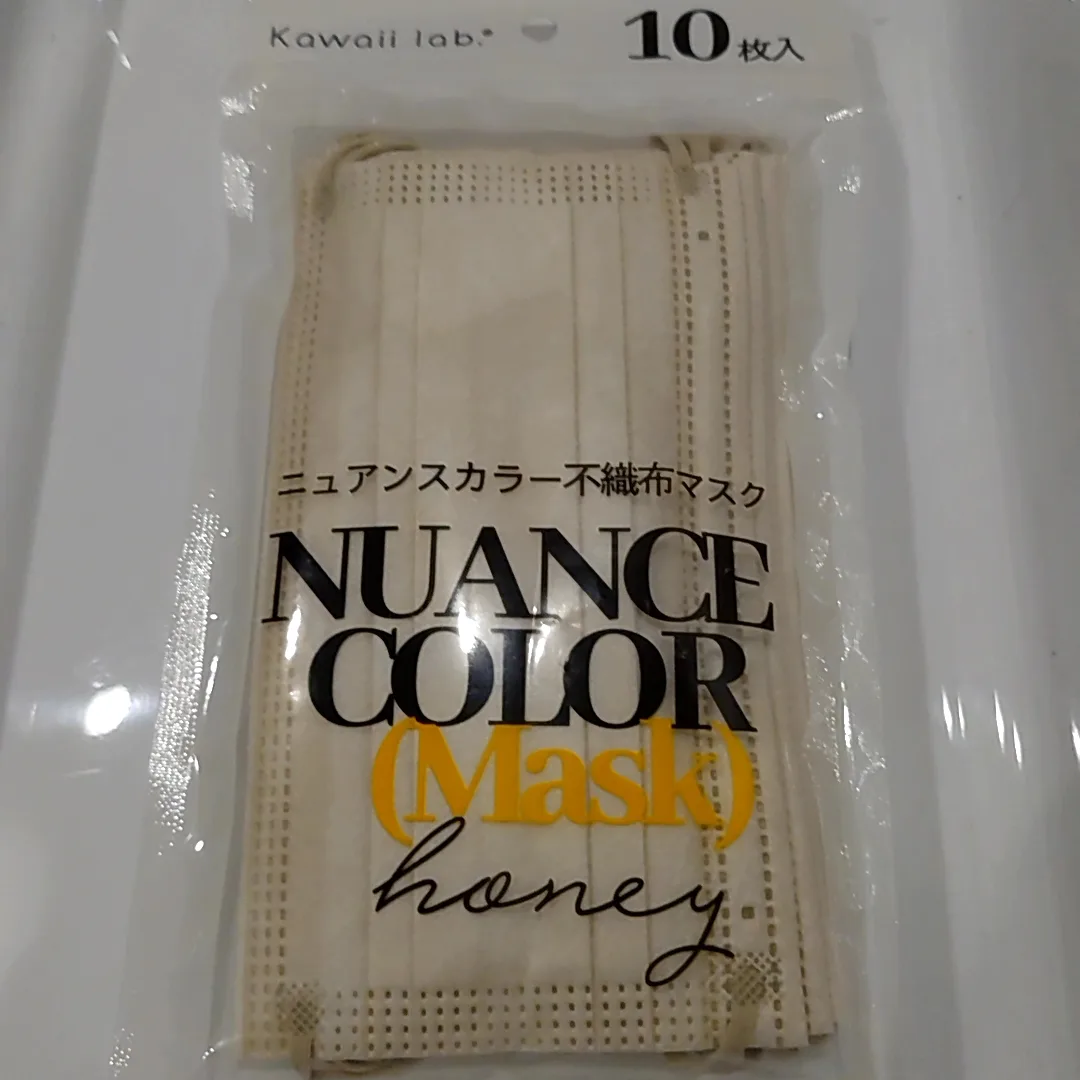 Kawaii lab.®
10枚入
ニュアンスカラー不織布マスク
NUANCE
COLOR
(Mask)
honey